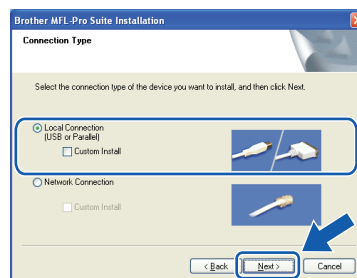 Brother MFL-Pro Suite Installation
Connection Type
Select the connection type of the device you want to install, and then click Next.
Local Connection
(USB or Parallel)
Custom Install
Network Connection
Custom Install
< Back
Next >
Cancel